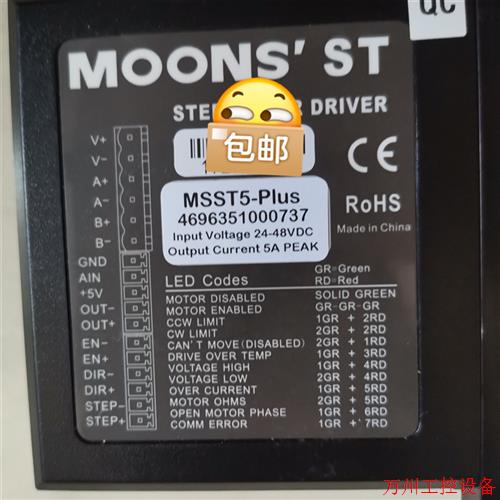 QC
MOONS' ST
DRIVER
包邮
MSST5-Plus
4696351000737
Input Voltage 24-48VDC
Output Current 5A PEAK
RoHS
Made in China
V+
V-
A+
A-
B+
B-
GND
AIN
+5V
OUT-
OUT+
EN-
EN+
DIR-
DIR+
STEP-
STEP+
LED Codes
GR=Green
RD=Red
MOTOR DISABLED SOLID GREEN
MOTOR ENABLED GR-GR-GR
CCW LIMIT 1GR + 2RD
CW LIMIT 2GR + 2RD
CAN'T MOVE(DISABLED) 2GR + 1RD
DRIVE OVER TEMP 1GR + 3RD
VOLTAGE HIGH 1GR + 4RD
VOLTAGE LOW 2GR + 4RD
OVER CURRENT 1GR + 5RD
MOTOR OHMS 2GR + 5RD
OPEN MOTOR PHASE 1GR + 6RD
COMM ERROR 1GR + 7RD
万州工控设备